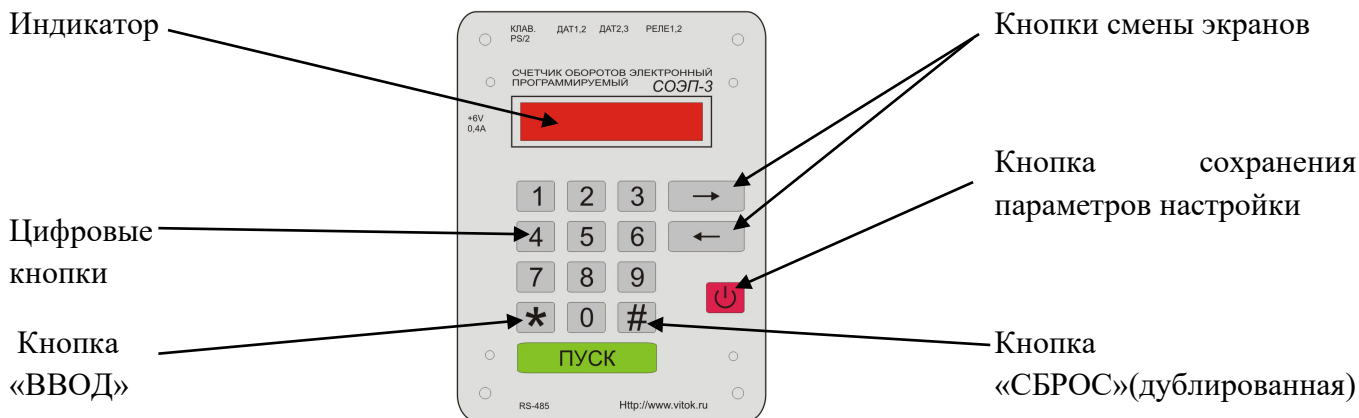 Индикатор
Кнопки смены экранов
КЛАВ. ДАТ1,2 ДАТ2,3 РЕЛЕ1,2
PS/2
СЧЕТЧИК ОБОРОТОВ ЭЛЕКТРОННЫЙ
ПРОГРАММИРУЕМЫЙ СОЭП-3
+6V
0,4A
Кнопка сохранения
параметров настройки
1 2 3 →
Цифровые
кнопки
4 5 6 ←
7 8 9
* 0 #
Кнопка
«ВВОД»
ПУСК
Кнопка
«СБРОС»(дублированная)
RS-485 Http://www.vitok.ru